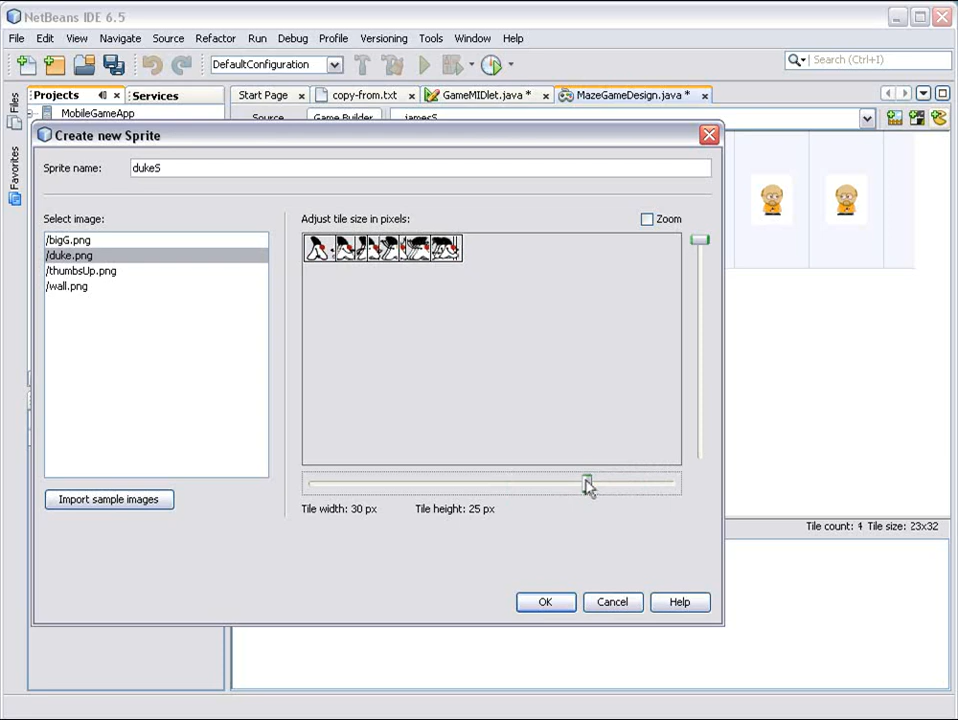 NetBeans IDE 6.5
File Edit View Navigate Source Refactor Run Debug Profile Versioning Tools Window Help
DefaultConfiguration
Search (Ctrl+I)
Files
Favorites
Projects
Services
Start Page
copy-from.txt
GameMIDlet.java *
MazeGameDesign.java *
MobileGameApp
Source
Game Builder
jamesS
Create new Sprite
Sprite name:
dukeS
Select image:
Adjust tile size in pixels:
Zoom
/bigG.png
/duke.png
/thumbsUp.png
/wall.png
Import sample images
Tile width: 30 px
Tile height: 25 px
Tile count: 4 Tile size: 23x32
OK
Cancel
Help